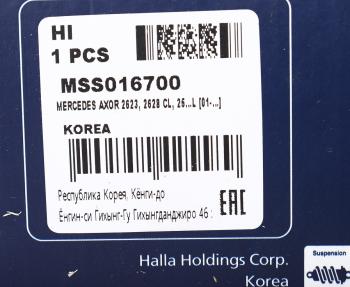 HI
1 PCS
MSS016700
MERCEDES AXOR 2623, 2628 CL, 26...L [01-...]
KOREA
Республика Корея, Кёнги-до
Ёнгин-си Гихынг-Гу Гихынгданджиро 46 :
EAC
Halla Holdings Corp.
Korea
Suspension